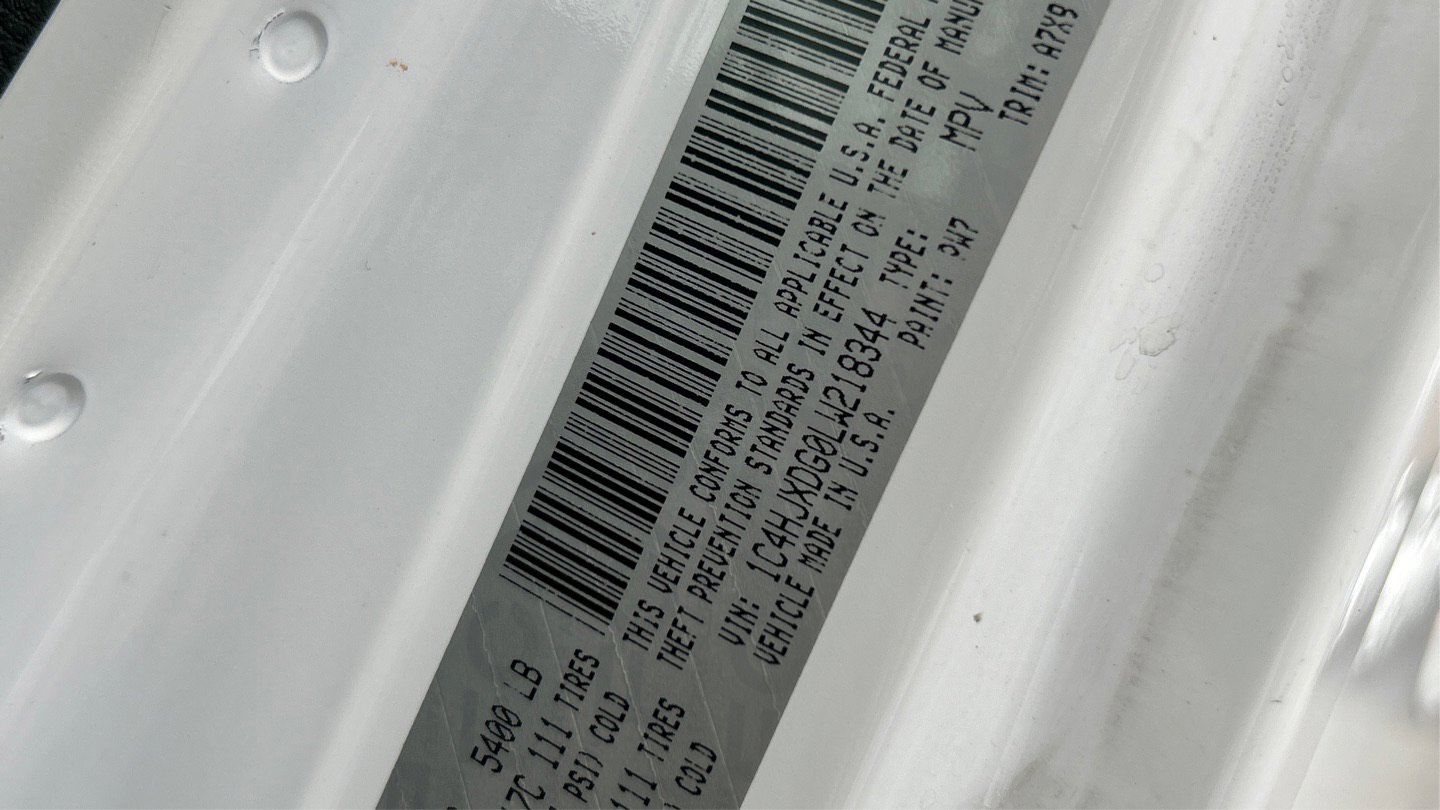 5400 LB
7C 111 TIRES
PSI) COLD
111 TIRES
COLD
THIS VEHICLE CONFORMS TO ALL APPLICABLE U.S.A. FEDERAL
THEFT PREVENTION STANDARDS IN EFFECT ON THE DATE OF MANU
VIN: 1C4HJXDG0LW218344 TYPE: MPV
VEHICLE MADE IN U.S.A. PAINT: PW7 TRIM: A7X9